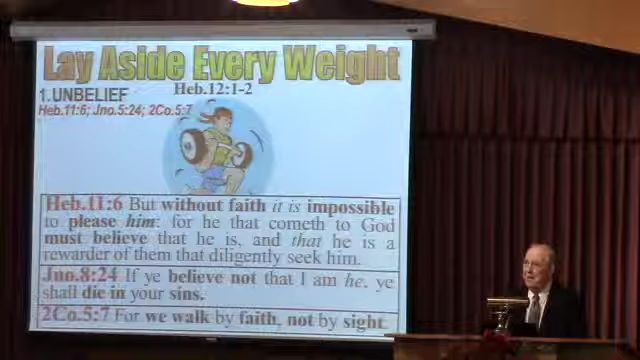 Lay Aside Every Weight
Heb.12:1-2
1.UNBELIEF
Heb.11:6; Jno.5:24; 2Co.5:7
Heb.11:6 But without faith it is impossible
to please him: for he that cometh to God
must believe that he is, and that he is a
rewarder of them that diligently seek him.
Jno.8:24 If ye believe not that I am he, ye
shall die in your sins.
2Co.5:7 For we walk by faith, not by sight.